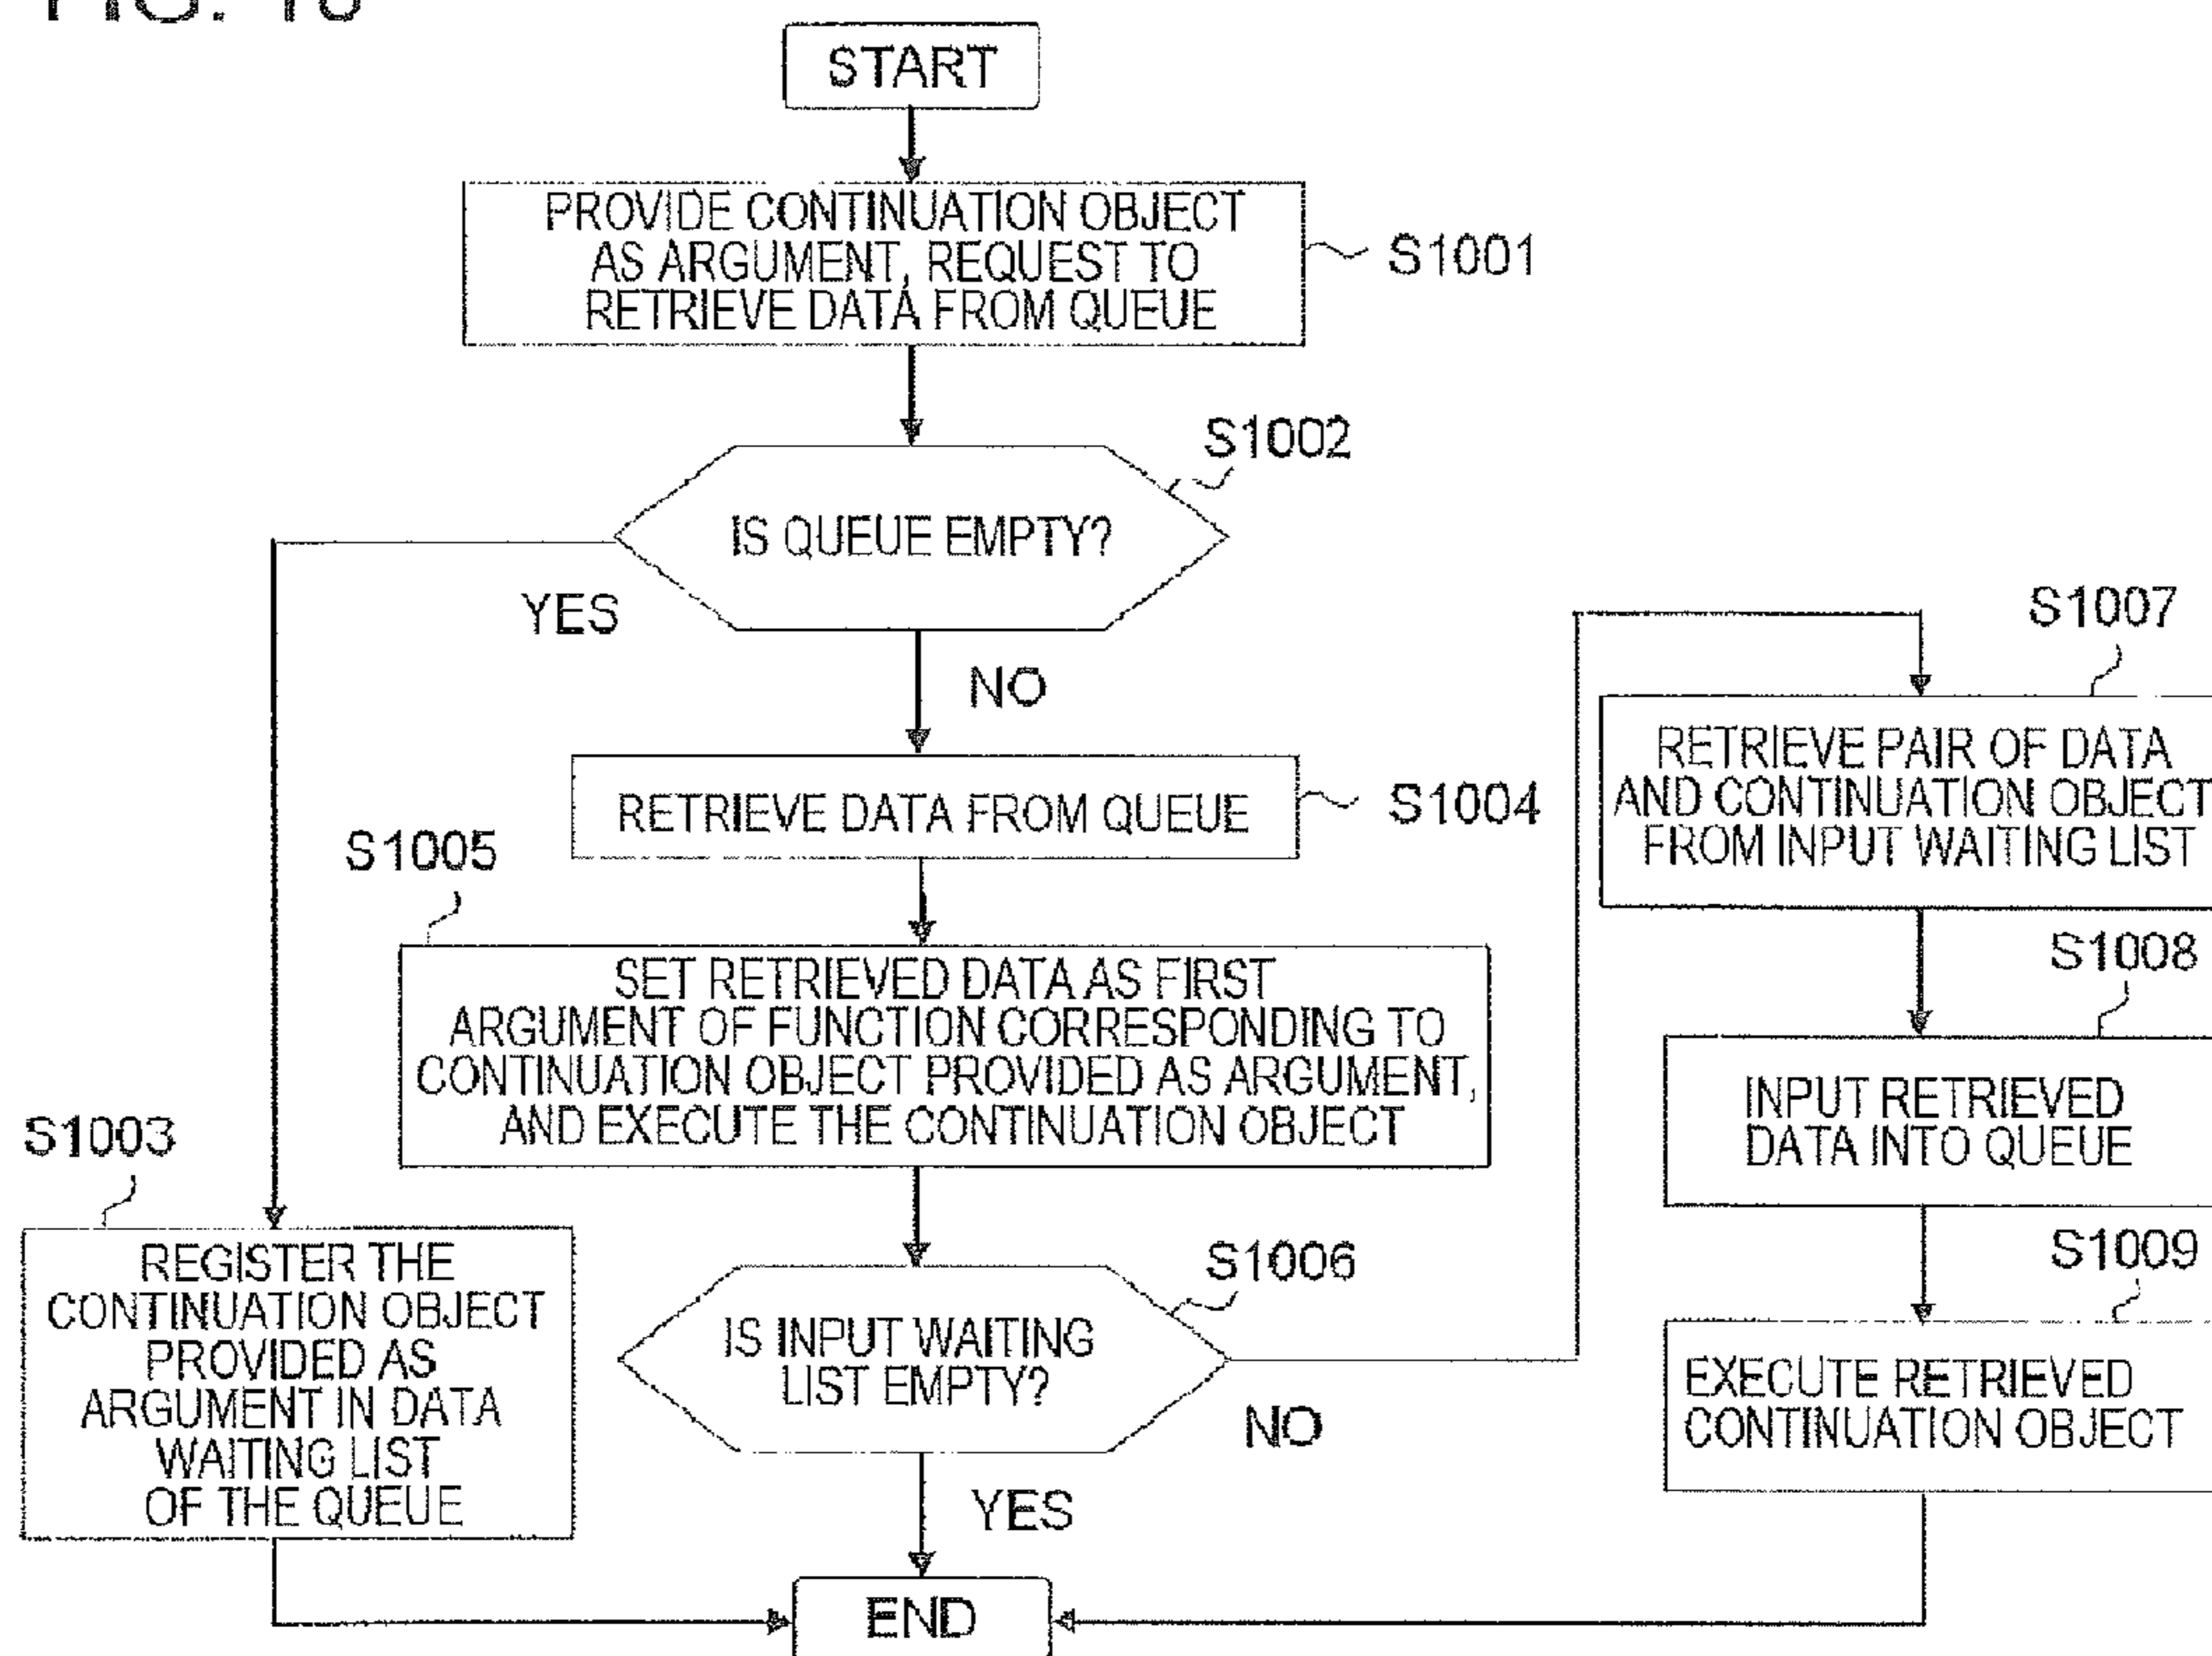 START
PROVIDE CONTINUATION OBJECT
AS ARGUMENT, REQUEST TO
RETRIEVE DATA FROM QUEUE
S1001
S1002
IS QUEUE EMPTY?
YES
NO
RETRIEVE DATA FROM QUEUE
S1004
S1005
SET RETRIEVED DATA AS FIRST
ARGUMENT OF FUNCTION CORRESPONDING TO
CONTINUATION OBJECT PROVIDED AS ARGUMENT,
AND EXECUTE THE CONTINUATION OBJECT
S1003
REGISTER THE
CONTINUATION OBJECT
PROVIDED AS
ARGUMENT IN DATA
WAITING LIST
OF THE QUEUE
S1006
IS INPUT WAITING
LIST EMPTY?
NO
YES
S1007
RETRIEVE PAIR OF DATA
AND CONTINUATION OBJECT
FROM INPUT WAITING LIST
S1008
INPUT RETRIEVED
DATA INTO QUEUE
S1009
EXECUTE RETRIEVED
CONTINUATION OBJECT
END